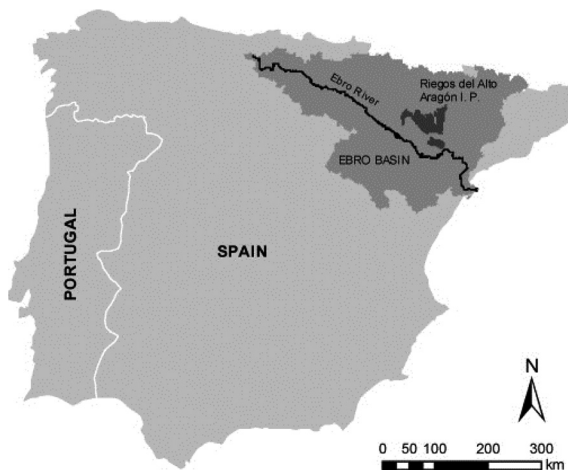 Riegos del Alto
Aragón I. P.
Ebro River
EBRO BASIN
PORTUGAL
SPAIN
N
0 50 100 200 300
km